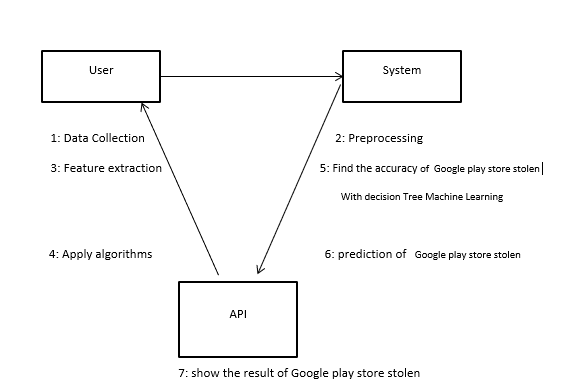 User
System
1: Data Collection
2: Preprocessing
3: Feature extraction
5: Find the accuracy of Google play store stolen
With decision Tree Machine Learning
4: Apply algorithms
6: prediction of Google play store stolen
API
7: show the result of Google play store stolen